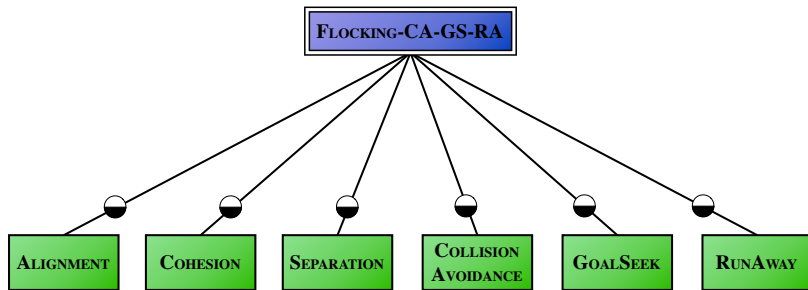 FLOCKING-CA-GS-RA
ALIGNMENT
COHESION
SEPARATION
COLLISION
AVOIDANCE
GOALSEEK
RUNAWAY